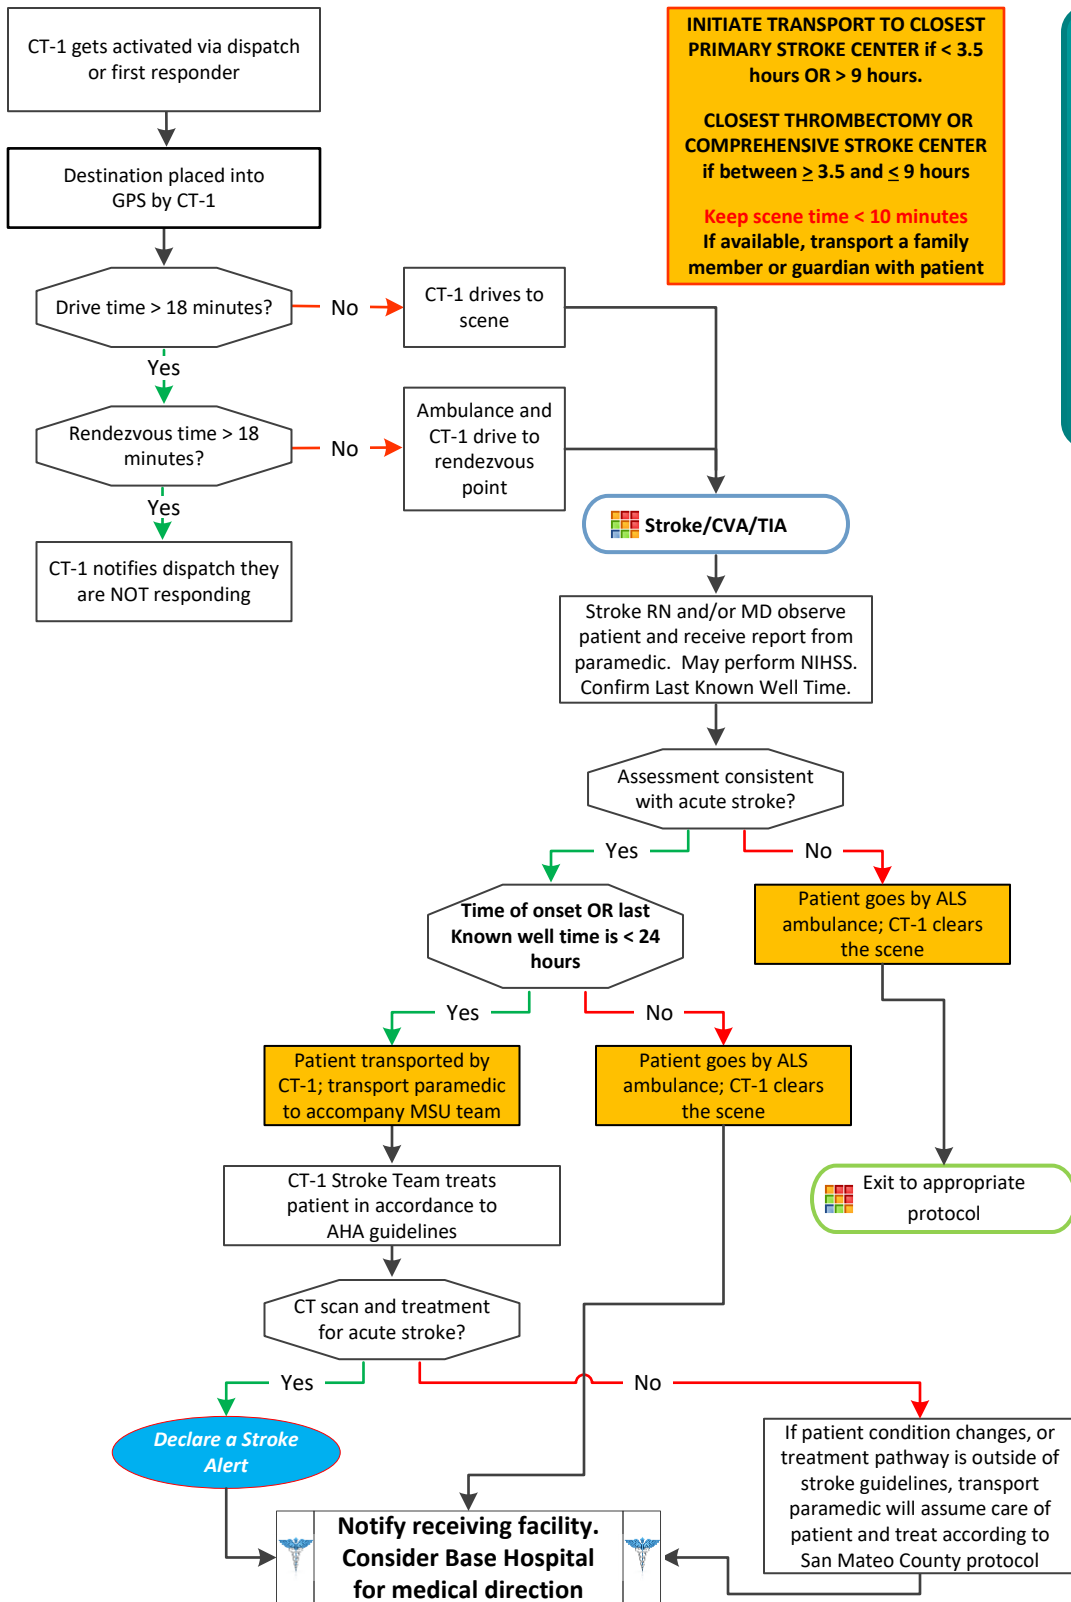 CT-1 gets activated via dispatch
or first responder
INITIATE TRANSPORT TO CLOSEST
PRIMARY STROKE CENTER if < 3.5
hours OR > 9 hours.
CLOSEST THROMBECTOMY OR
COMPREHENSIVE STROKE CENTER
if between ≥ 3.5 and ≤ 9 hours
Keep scene time < 10 minutes
If available, transport a family
member or guardian with patient
Destination placed into
GPS by CT-1
Drive time > 18 minutes?
No
CT-1 drives to
scene
Yes
Rendezvous time > 18
minutes?
No
Ambulance and
CT-1 drive to
rendezvous
point
Yes
CT-1 notifies dispatch they
are NOT responding
Stroke/CVA/TIA
Stroke RN and/or MD observe
patient and receive report from
paramedic. May perform NIHSS.
Confirm Last Known Well Time.
Assessment consistent
with acute stroke?
Yes
No
Time of onset OR last
Known well time is < 24
hours
Patient goes by ALS
ambulance; CT-1 clears
the scene
Yes
No
Patient transported by
CT-1; transport paramedic
to accompany MSU team
Patient goes by ALS
ambulance; CT-1 clears
the scene
CT-1 Stroke Team treats
patient in accordance to
AHA guidelines
Exit to appropriate
protocol
CT scan and treatment
for acute stroke?
Yes
No
Declare a Stroke
Alert
If patient condition changes, or
treatment pathway is outside of
stroke guidelines, transport
paramedic will assume care of
patient and treat according to
San Mateo County protocol
Notify receiving facility.
Consider Base Hospital
for medical direction